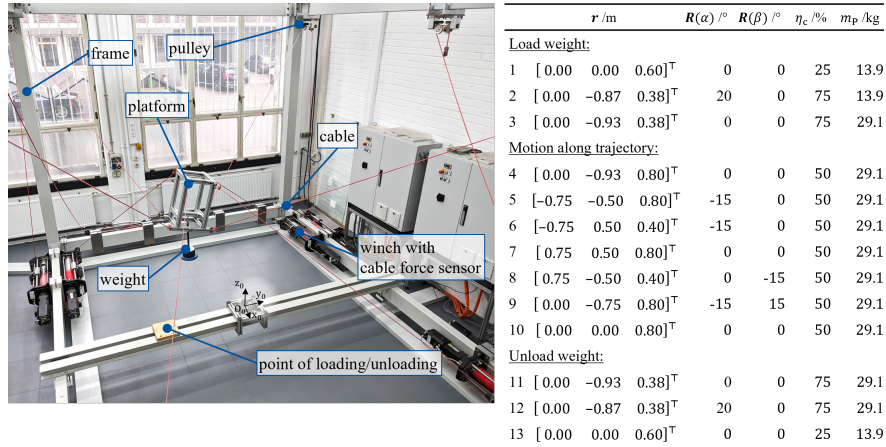 frame
pulley
platform
cable
winch with
cable force sensor
weight
z₀
y₀
O₀
x₀
point of loading/unloading
r /m R(α) /° R(β) /° η_c /% m_P /kg
Load weight:
1 [ 0.00 0.00 0.60]⊤ 0 0 25 13.9
2 [ 0.00 –0.87 0.38]⊤ 20 0 75 13.9
3 [ 0.00 –0.93 0.38]⊤ 0 0 75 29.1
Motion along trajectory:
4 [ 0.00 –0.93 0.80]⊤ 0 0 50 29.1
5 [–0.75 –0.50 0.80]⊤ -15 0 50 29.1
6 [–0.75 0.50 0.40]⊤ -15 0 50 29.1
7 [ 0.75 0.50 0.80]⊤ 0 0 50 29.1
8 [ 0.75 –0.50 0.40]⊤ 0 -15 50 29.1
9 [ 0.00 –0.75 0.80]⊤ -15 15 50 29.1
10 [ 0.00 0.00 0.80]⊤ 0 0 50 29.1
Unload weight:
11 [ 0.00 –0.93 0.38]⊤ 0 0 75 29.1
12 [ 0.00 –0.87 0.38]⊤ 20 0 75 29.1
13 [ 0.00 0.00 0.60]⊤ 0 0 25 13.9